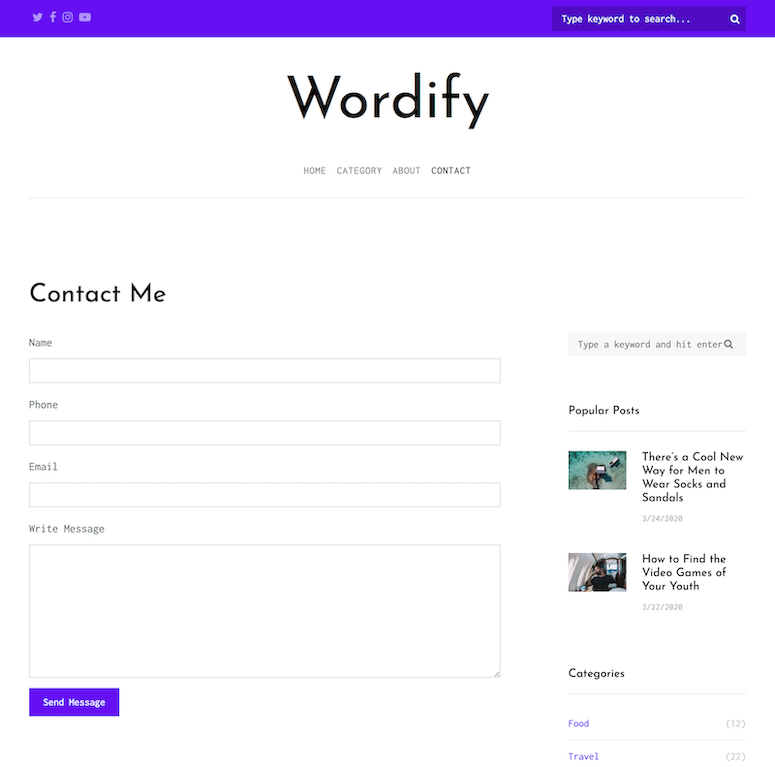 Type keyword to search...
Wordify
HOME CATEGORY ABOUT CONTACT
Contact Me
Name
Phone
Email
Write Message
Send Message
Type a keyword and hit enter
Popular Posts
There's a Cool New
Way for Men to
Wear Socks and
Sandals
3/24/2020
How to Find the
Video Games of
Your Youth
3/22/2020
Categories
Food (12)
Travel (22)